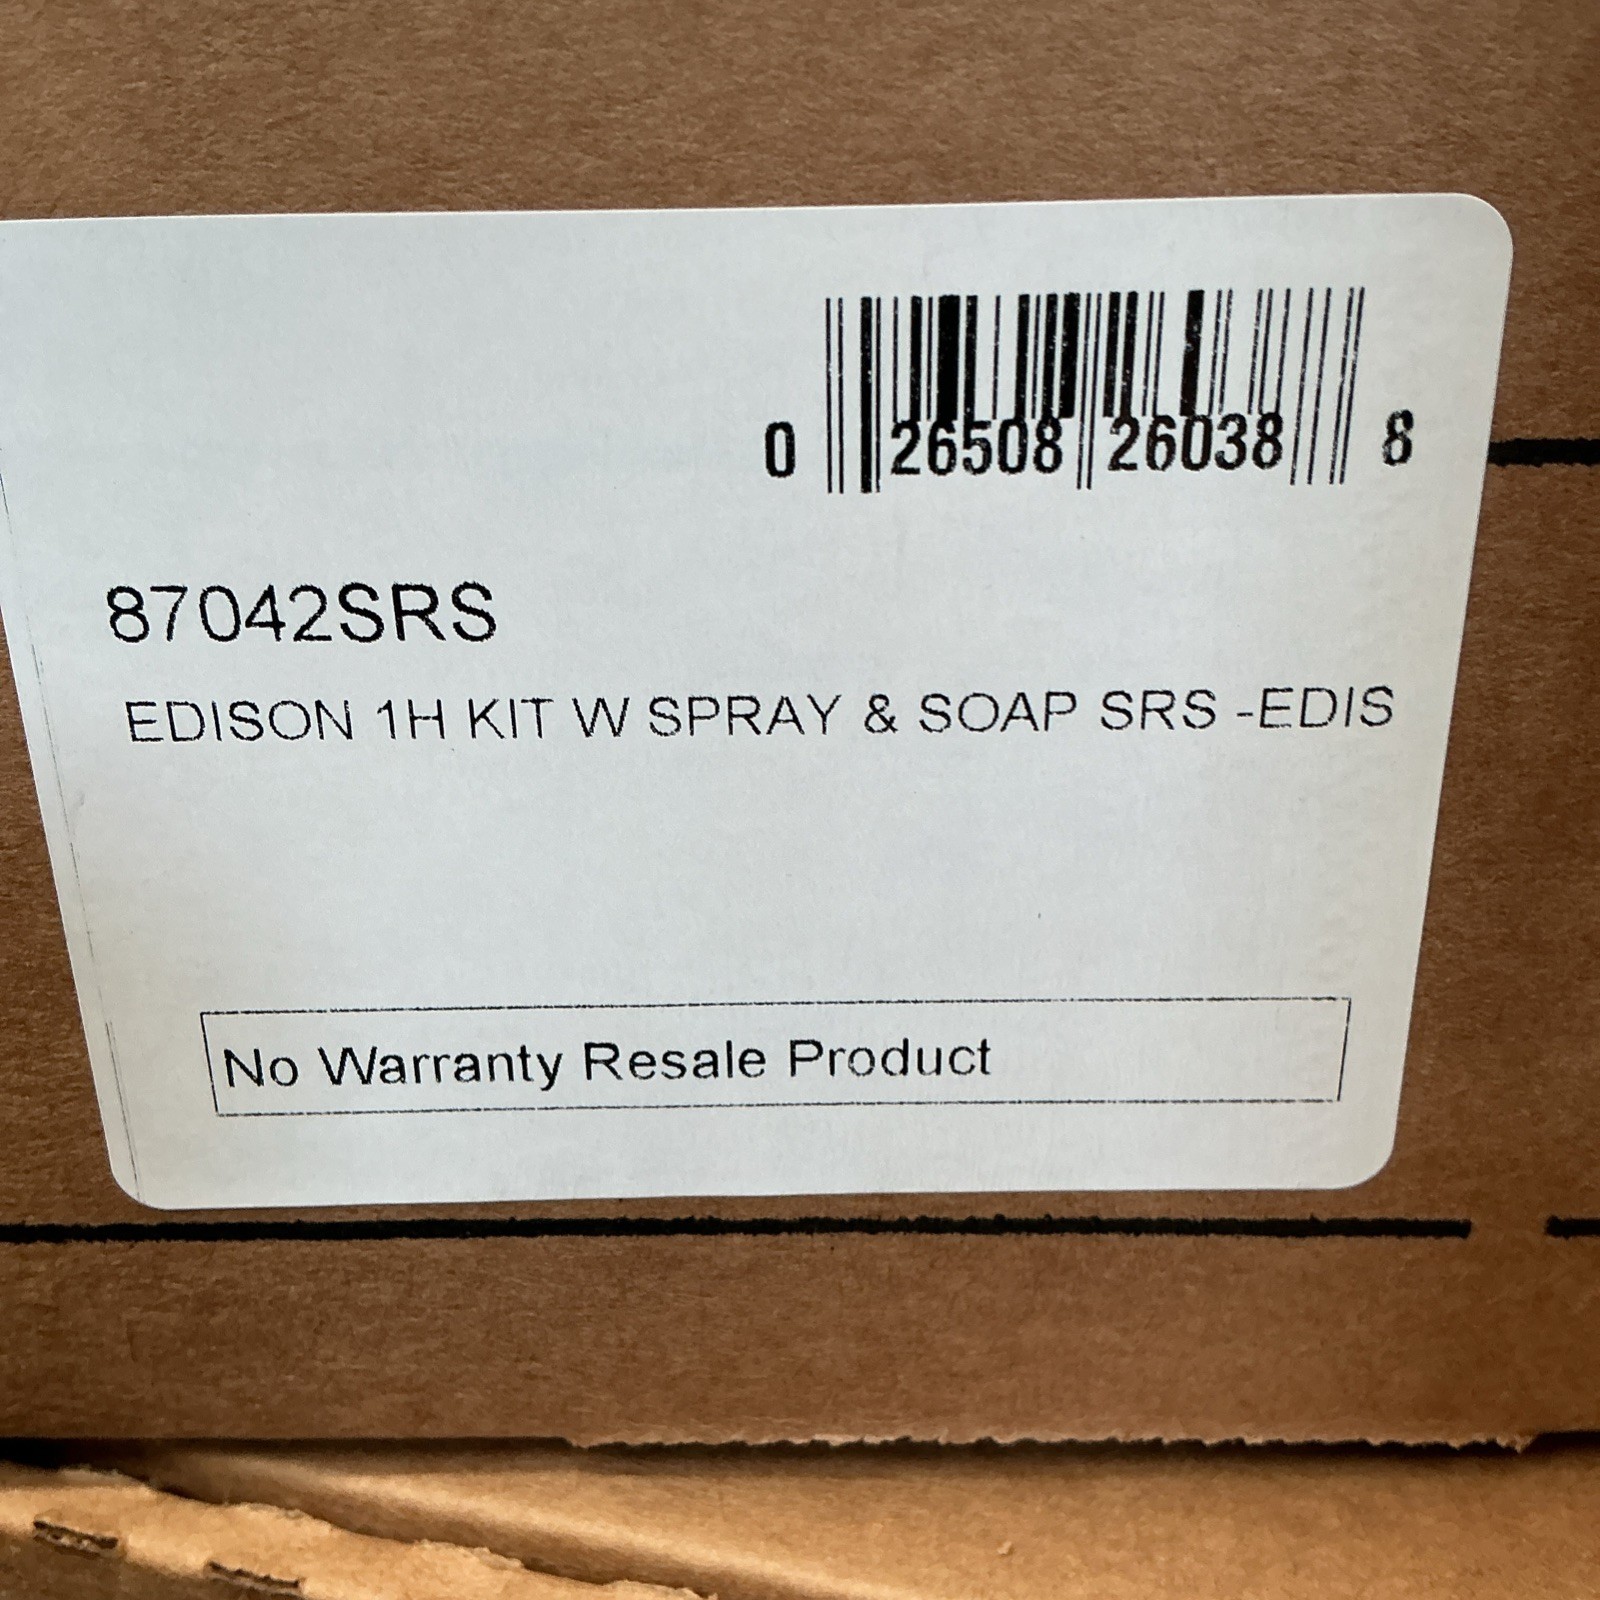 0 26508 26038 8
87042SRS
EDISON 1H KIT W SPRAY & SOAP SRS -EDIS
No Warranty Resale Product